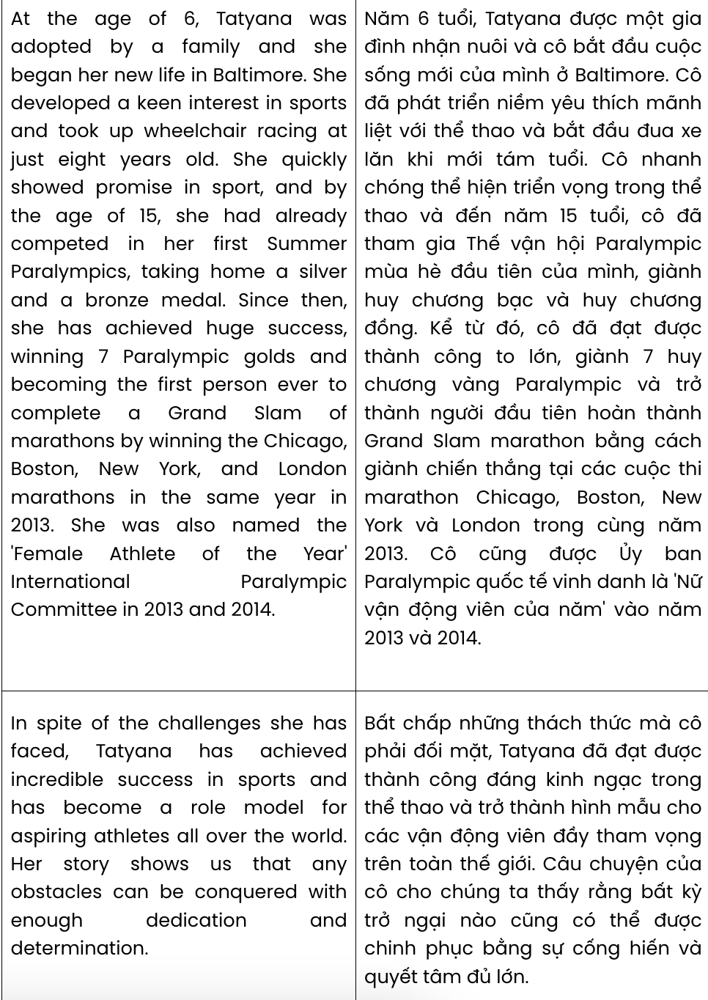 At the age of 6, Tatyana was
adopted by a family and she
began her new life in Baltimore. She
developed a keen interest in sports
and took up wheelchair racing at
just eight years old. She quickly
showed promise in sport, and by
the age of 15, she had already
competed in her first Summer
Paralympics, taking home a silver
and a bronze medal. Since then,
she has achieved huge success,
winning 7 Paralympic golds and
becoming the first person ever to
complete a Grand Slam of
marathons by winning the Chicago,
Boston, New York, and London
marathons in the same year in
2013. She was also named the
'Female Athlete of the Year'
International Paralympic
Committee in 2013 and 2014.
Năm 6 tuổi, Tatyana được một gia
đình nhận nuôi và cô bắt đầu cuộc
sống mới của mình ở Baltimore. Cô
đã phát triển niềm yêu thích mãnh
liệt với thể thao và bắt đầu đua xe
lăn khi mới tám tuổi. Cô nhanh
chóng thể hiện triển vọng trong thể
thao và đến năm 15 tuổi, cô đã
tham gia Thế vận hội Paralympic
mùa hè đầu tiên của mình, giành
huy chương bạc và huy chương
đồng. Kể từ đó, cô đã đạt được
thành công to lớn, giành 7 huy
chương vàng Paralympic và trở
thành người đầu tiên hoàn thành
Grand Slam marathon bằng cách
giành chiến thắng tại các cuộc thi
marathon Chicago, Boston, New
York và London trong cùng năm
2013. Cô cũng được Ủy ban
Paralympic quốc tế vinh danh là 'Nữ
vận động viên của năm' vào năm
2013 và 2014.
In spite of the challenges she has
faced, Tatyana has achieved
incredible success in sports and
has become a role model for
aspiring athletes all over the world.
Her story shows us that any
obstacles can be conquered with
enough dedication and
determination.
Bất chấp những thách thức mà cô
phải đối mặt, Tatyana đã đạt được
thành công đáng kinh ngạc trong
thể thao và trở thành hình mẫu cho
các vận động viên đầy tham vọng
trên toàn thế giới. Câu chuyện của
cô cho chúng ta thấy rằng bất kỳ
trở ngại nào cũng có thể được
chinh phục bằng sự cống hiến và
quyết tâm đủ lớn.